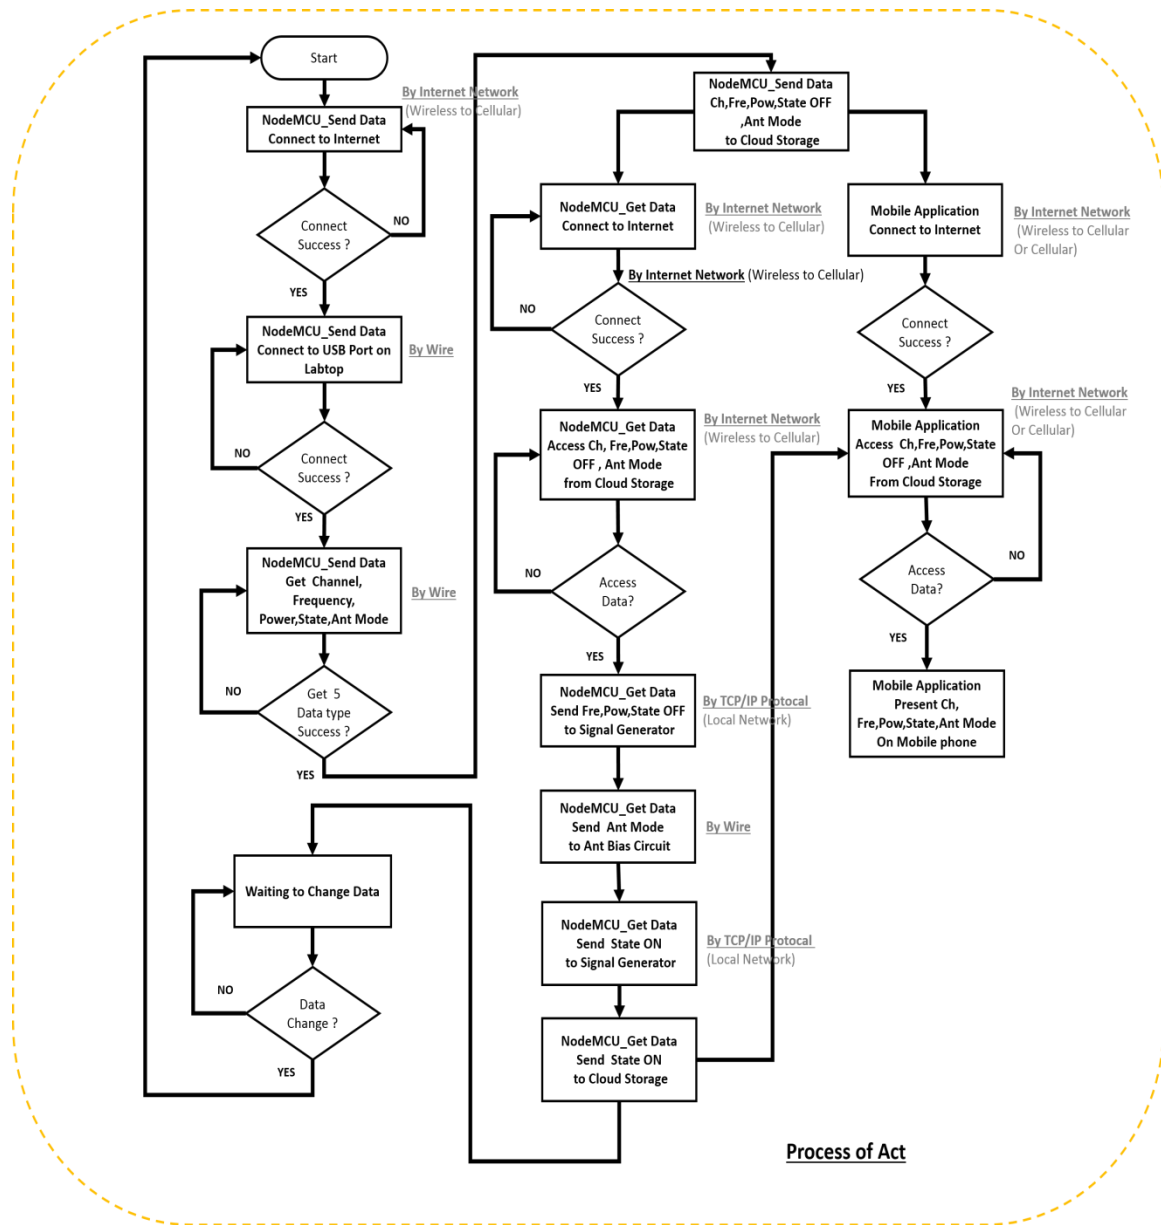 Start
By Internet Network
(Wireless to Cellular)
NodeMCU_Send Data
Connect to Internet
NO
Connect
Success ?
YES
NodeMCU_Send Data
Connect to USB Port on
Labtop
By Wire
NO
Connect
Success ?
YES
NodeMCU_Send Data
Get Channel,
Frequency,
Power,State,Ant Mode
By Wire
NO
Get 5
Data type
Success ?
YES
Waiting to Change Data
NO
Data
Change ?
YES
NodeMCU_Send Data
Ch,Fre,Pow,State OFF
,Ant Mode
to Cloud Storage
NodeMCU_Get Data
Connect to Internet
By Internet Network
(Wireless to Cellular)
By Internet Network (Wireless to Cellular)
NO
Connect
Success ?
YES
NodeMCU_Get Data
Access Ch, Fre,Pow,State
OFF , Ant Mode
from Cloud Storage
By Internet Network
(Wireless to Cellular)
NO
Access
Data?
YES
NodeMCU_Get Data
Send Fre,Pow,State OFF
to Signal Generator
By TCP/IP Protocal
(Local Network)
NodeMCU_Get Data
Send Ant Mode
to Ant Bias Circuit
By Wire
NodeMCU_Get Data
Send State ON
to Signal Generator
By TCP/IP Protocal
(Local Network)
NodeMCU_Get Data
Send State ON
to Cloud Storage
Mobile Application
Connect to Internet
By Internet Network
(Wireless to Cellular
Or Cellular)
Connect
Success ?
YES
Mobile Application
Access Ch,Fre,Pow,State
OFF ,Ant Mode
From Cloud Storage
By Internet Network
(Wireless to Cellular
Or Cellular)
NO
Access
Data?
YES
Mobile Application
Present Ch,
Fre,Pow,State,Ant Mode
On Mobile phone
Process of Act